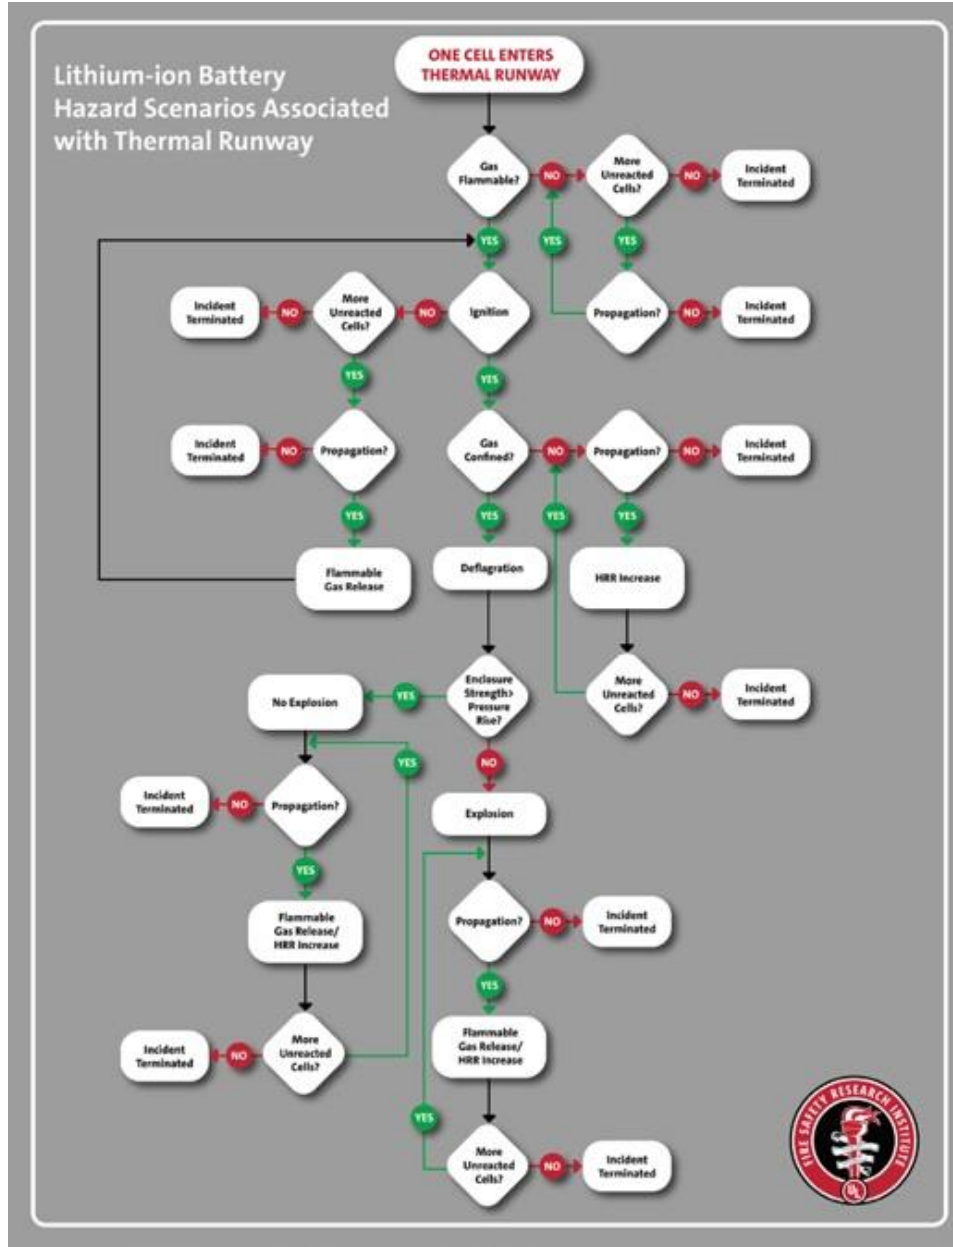 Lithium-ion Battery
Hazard Scenarios Associated
with Thermal Runway
ONE CELL ENTERS
THERMAL RUNWAY
Gas
Flammable?
NO
More
Unreacted
Cells?
NO
Incident
Terminated
YES
YES
YES
Incident
Terminated
NO
More
Unreacted
Cells?
NO
Ignition
Propagation?
NO
Incident
Terminated
YES
YES
Incident
Terminated
NO
Propagation?
Gas
Confined?
NO
Propagation?
NO
Incident
Terminated
YES
YES
YES
YES
Flammable
Gas Release
Deflagration
HRR Increase
No Explosion
YES
Enclosure
Strength>
Pressure
Rise?
More
Unreacted
Cells?
NO
Incident
Terminated
YES
NO
Incident
Terminated
NO
Propagation?
Explosion
YES
Flammable
Gas Release/
HRR Increase
Propagation?
NO
Incident
Terminated
YES
Incident
Terminated
NO
More
Unreacted
Cells?
Flammable
Gas Release/
HRR Increase
YES
More
Unreacted
Cells?
NO
Incident
Terminated
FIRE SAFETY RESEARCH INSTITUTE
UL